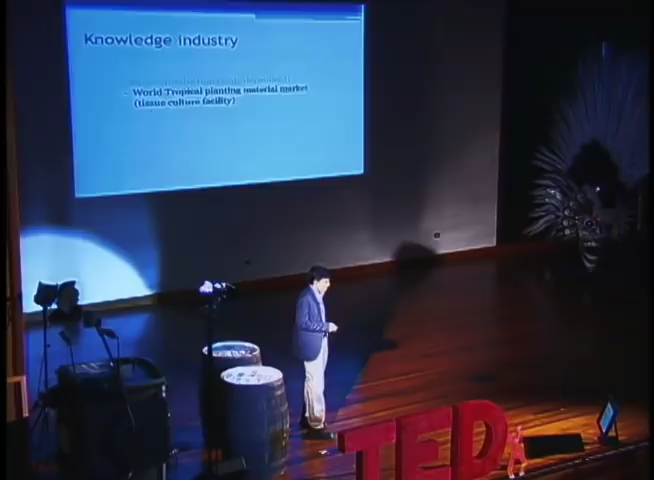 Knowledge industry
- World Tropical planting material market
(tissue culture facility)
TED